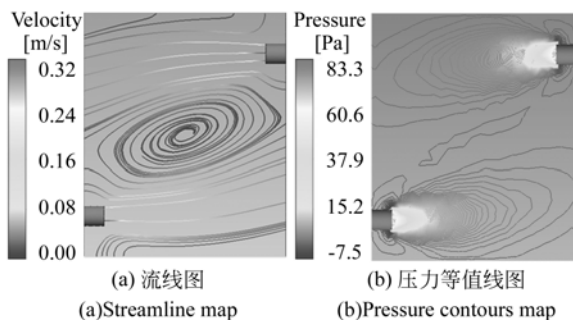 Velocity
[m/s]
0.32
0.24
0.16
0.08
0.00
Pressure
[Pa]
83.3
60.6
37.9
15.2
-7.5
(a) 流线图
(b) 压力等值线图
(a)Streamline map
(b)Pressure contours map